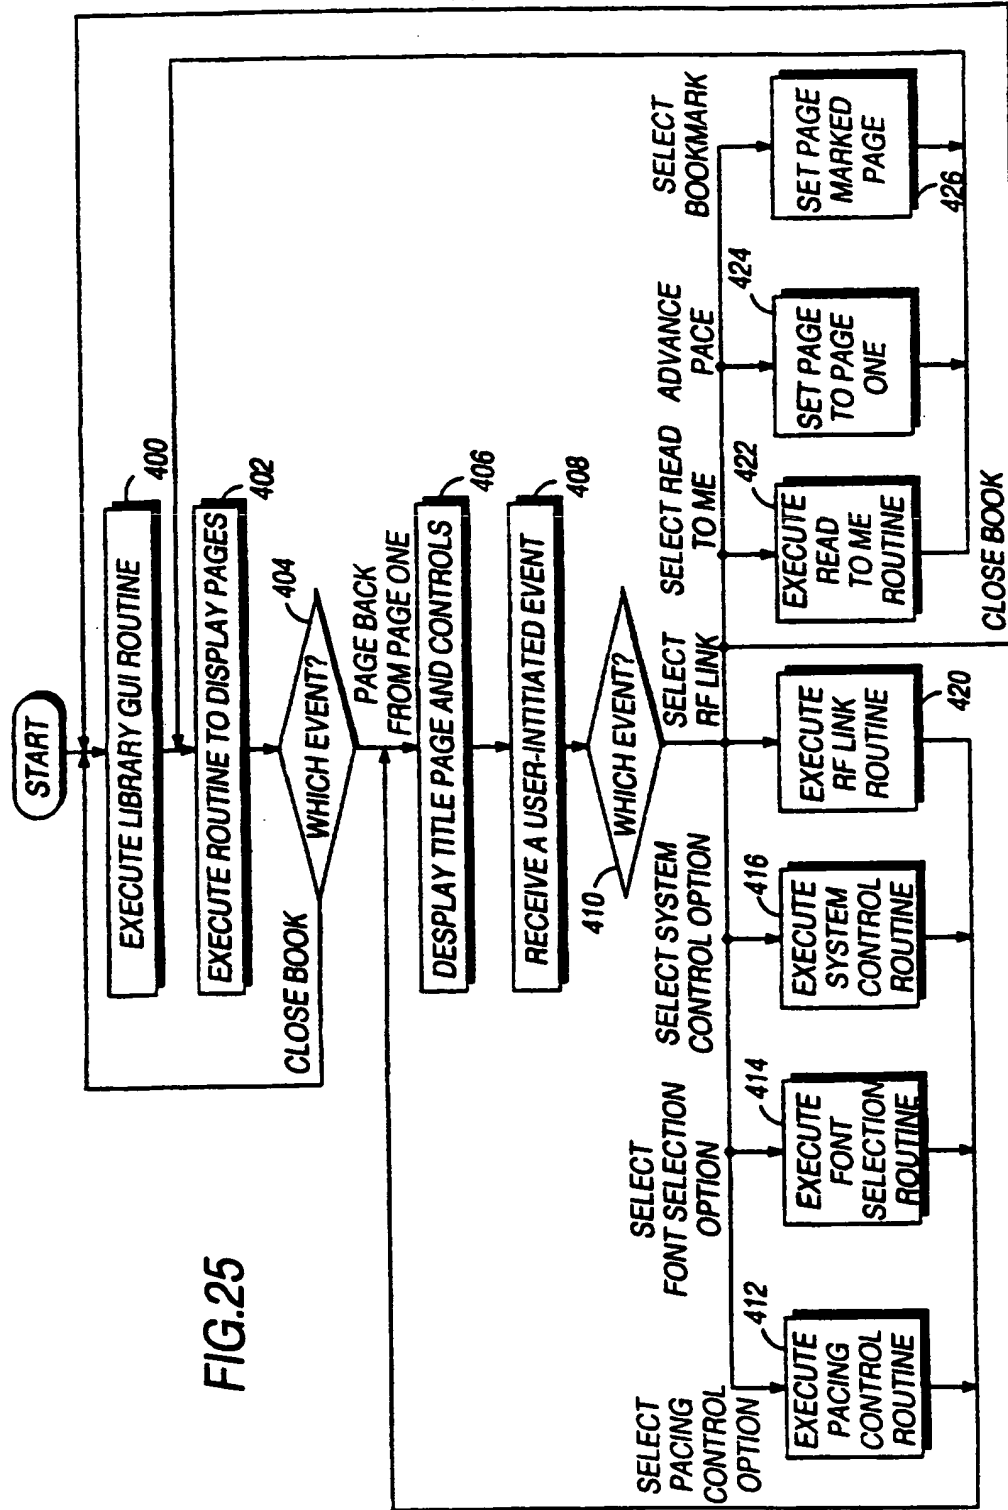 FIG.25
START
EXECUTE LIBRARY GUI ROUTINE
400
EXECUTE ROUTINE TO DISPLAY PAGES
402
WHICH EVENT?
404
CLOSE BOOK
PAGE BACK
FROM PAGE ONE
DESPLAY TITLE PAGE AND CONTROLS
406
RECEIVE A USER-INTITIATED EVENT
408
WHICH EVENT?
410
SELECT
PACING
CONTROL
OPTION
SELECT
FONT SELECTION
OPTION
SELECT SYSTEM
CONTROL OPTION
SELECT
RF LINK
SELECT READ
TO ME
ADVANCE
PACE
SELECT
BOOKMARK
412
EXECUTE
PACING
CONTROL
ROUTINE
414
EXECUTE
FONT
SELECTION
ROUTINE
416
EXECUTE
SYSTEM
CONTROL
ROUTINE
EXECUTE
RF LINK
ROUTINE
420
422
EXECUTE
READ
TO ME
ROUTINE
424
SET PAGE
TO PAGE
ONE
SET PAGE
MARKED
PAGE
426
CLOSE BOOK